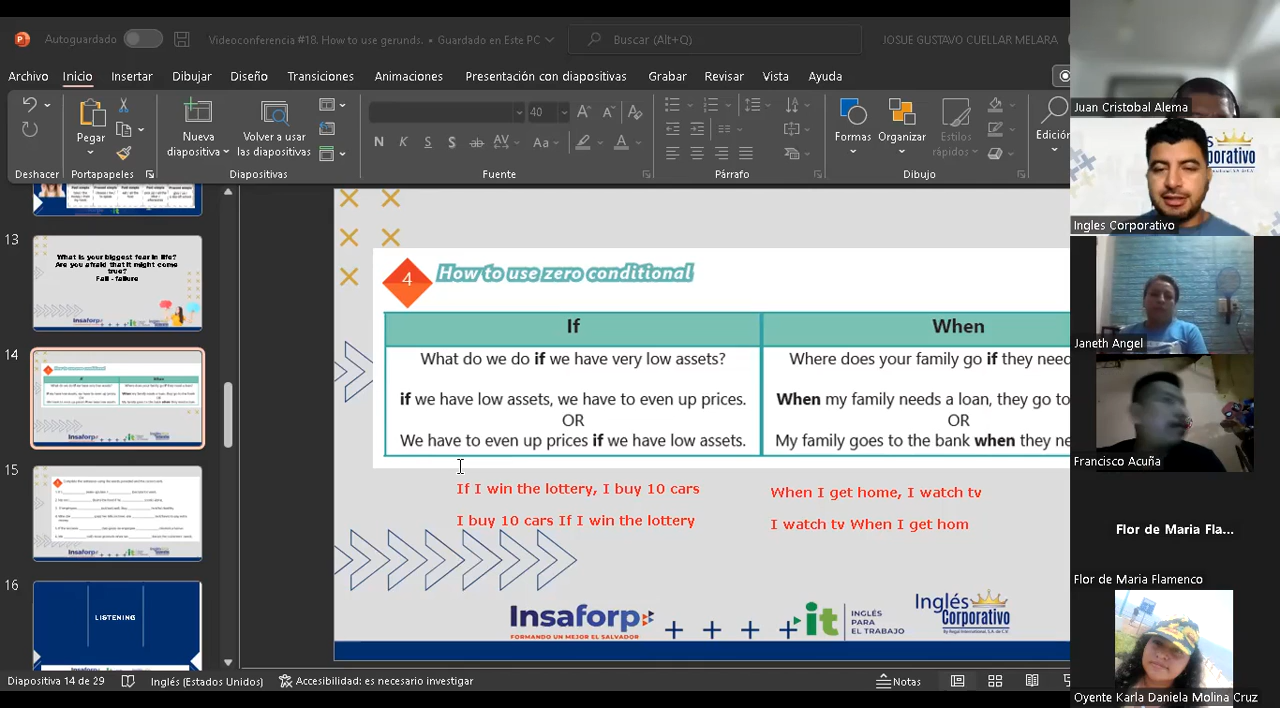 Autoguardado
Videoconferencia #18. How to use gerunds. • Guardado en Este PC
Buscar (Alt+Q)
JOSUE GUSTAVO CUELLAR MELARA
Archivo Inicio Insertar Dibujar Diseño Transiciones Animaciones Presentación con diapositivas Grabar Revisar Vista Ayuda
Pegar
Nueva diapositiva
Volver a usar las diapositivas
40
N K S S ab AV Aa A
Formas Organizar Estilos rápidos Edición
Deshacer Portapapeles Diapositivas Fuente Párrafo Dibujo
13
What is your biggest fear in life?
Are you afraid that it might come
true?
Fail - failure
14
15
16
LISTENING
4 How to use zero conditional
If
When
What do we do if we have very low assets?
Where does your family go if they need
if we have low assets, we have to even up prices.
OR
We have to even up prices if we have low assets.
When my family needs a loan, they go to
OR
My family goes to the bank when they ne
If I win the lottery, I buy 10 cars
I buy 10 cars If I win the lottery
When I get home, I watch tv
I watch tv When I get hom
Insaforp
FORMANDO UN MEJOR EL SALVADOR
it INGLÉS
PARA
EL TRABAJO
Inglés
Corporativo
By Regal International, S.A. de C.V.
Diapositiva 14 de 29
Inglés (Estados Unidos)
Accesibilidad: es necesario investigar
Notas
Juan Cristobal Alema
Ingles Corporativo
Janeth Angel
Francisco Acuña
Flor de Maria Fla...
Flor de Maria Flamenco
Oyente Karla Daniela Molina Cruz